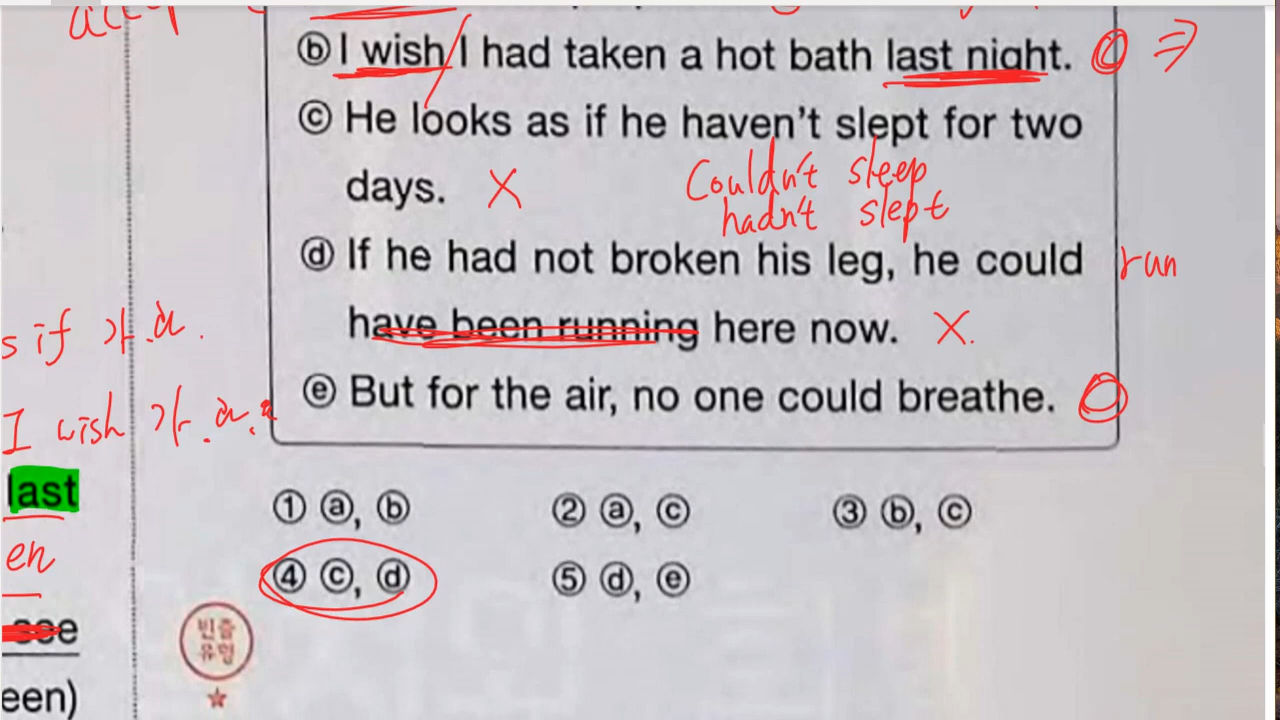 ⓑ I wish/I had taken a hot bath last night. O ⇒
ⓒ He looks as if he haven't slept for two
days. X
Couldn't sleep
hadn't slept
ⓓ If he had not broken his leg, he could run
have been running here now. X.
s if 가.과.
ⓔ But for the air, no one could breathe. O
I wish 가.과.
last
① ⓐ, ⓑ ② ⓐ, ⓒ ③ ⓑ, ⓒ
en
④ ⓒ, ⓓ ⑤ ⓓ, ⓔ
빈출
유형
een)